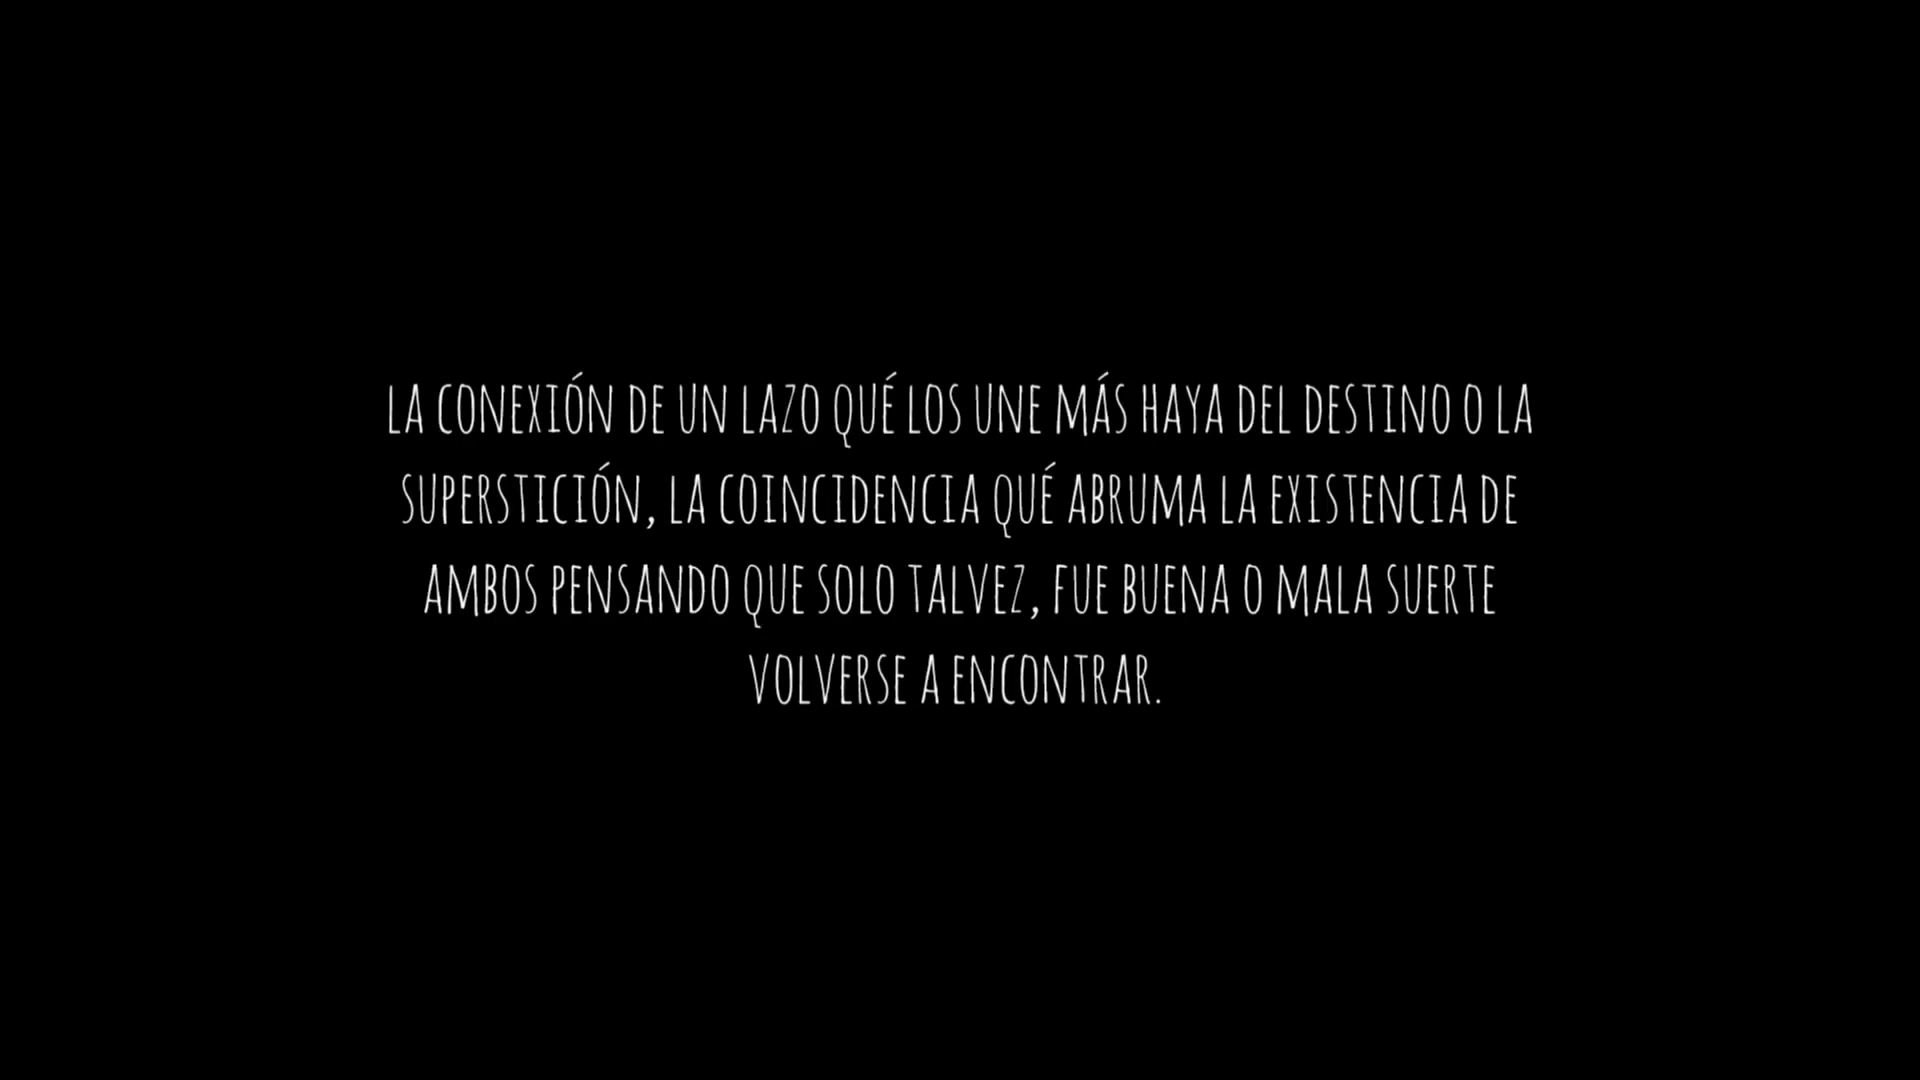 LA CONEXIÓN DE UN LAZO QUÉ LOS UNE MÁS HAYA DEL DESTINO O LA
SUPERSTICIÓN, LA COINCIDENCIA QUÉ ABRUMA LA EXISTENCIA DE
AMBOS PENSANDO QUE SOLO TALVEZ, FUE BUENA O MALA SUERTE
VOLVERSE A ENCONTRAR.